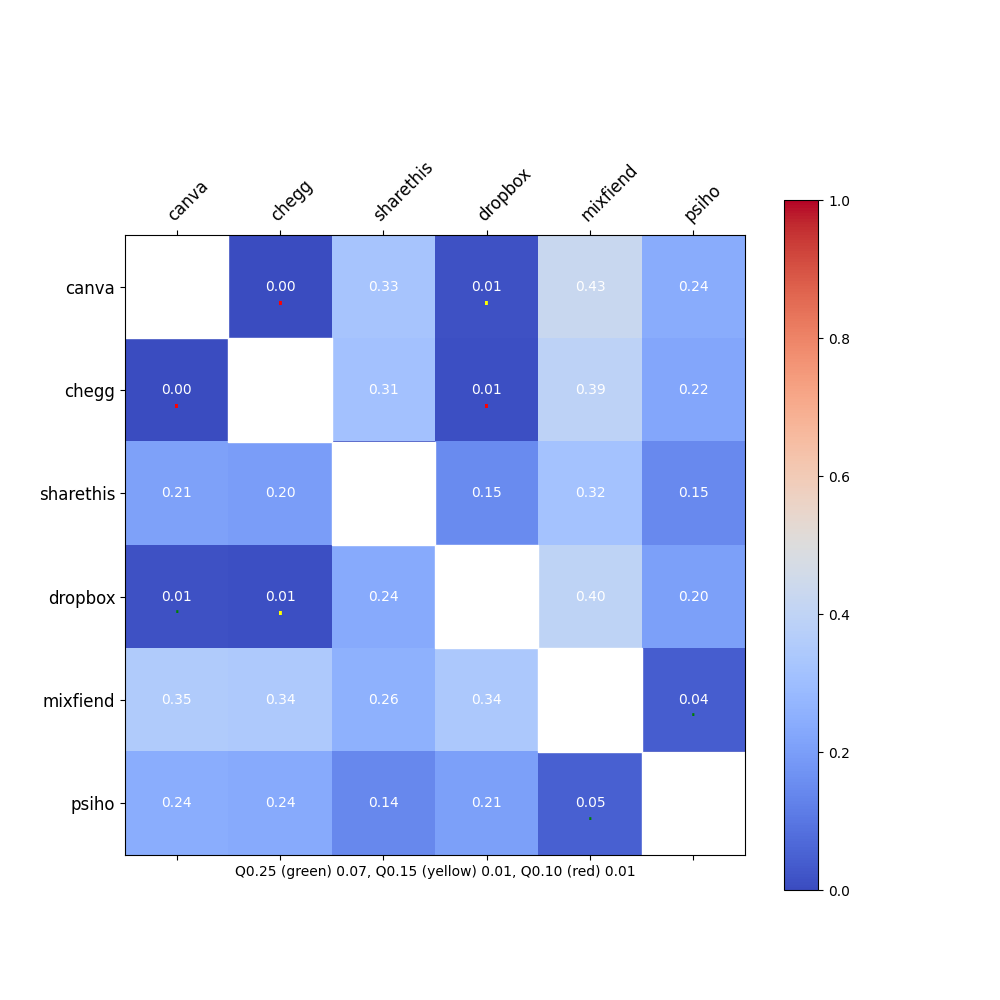 canva chegg sharethis dropbox mixfiend psiho
1.0
canva 0.00 0.33 0.01 0.43 0.24
0.8
chegg 0.00 0.31 0.01 0.39 0.22
0.6
sharethis 0.21 0.20 0.15 0.32 0.15
dropbox 0.01 0.01 0.24 0.40 0.20
0.4
mixfiend 0.35 0.34 0.26 0.34 0.04
0.2
psiho 0.24 0.24 0.14 0.21 0.05
Q0.25 (green) 0.07, Q0.15 (yellow) 0.01, Q0.10 (red) 0.01
0.0